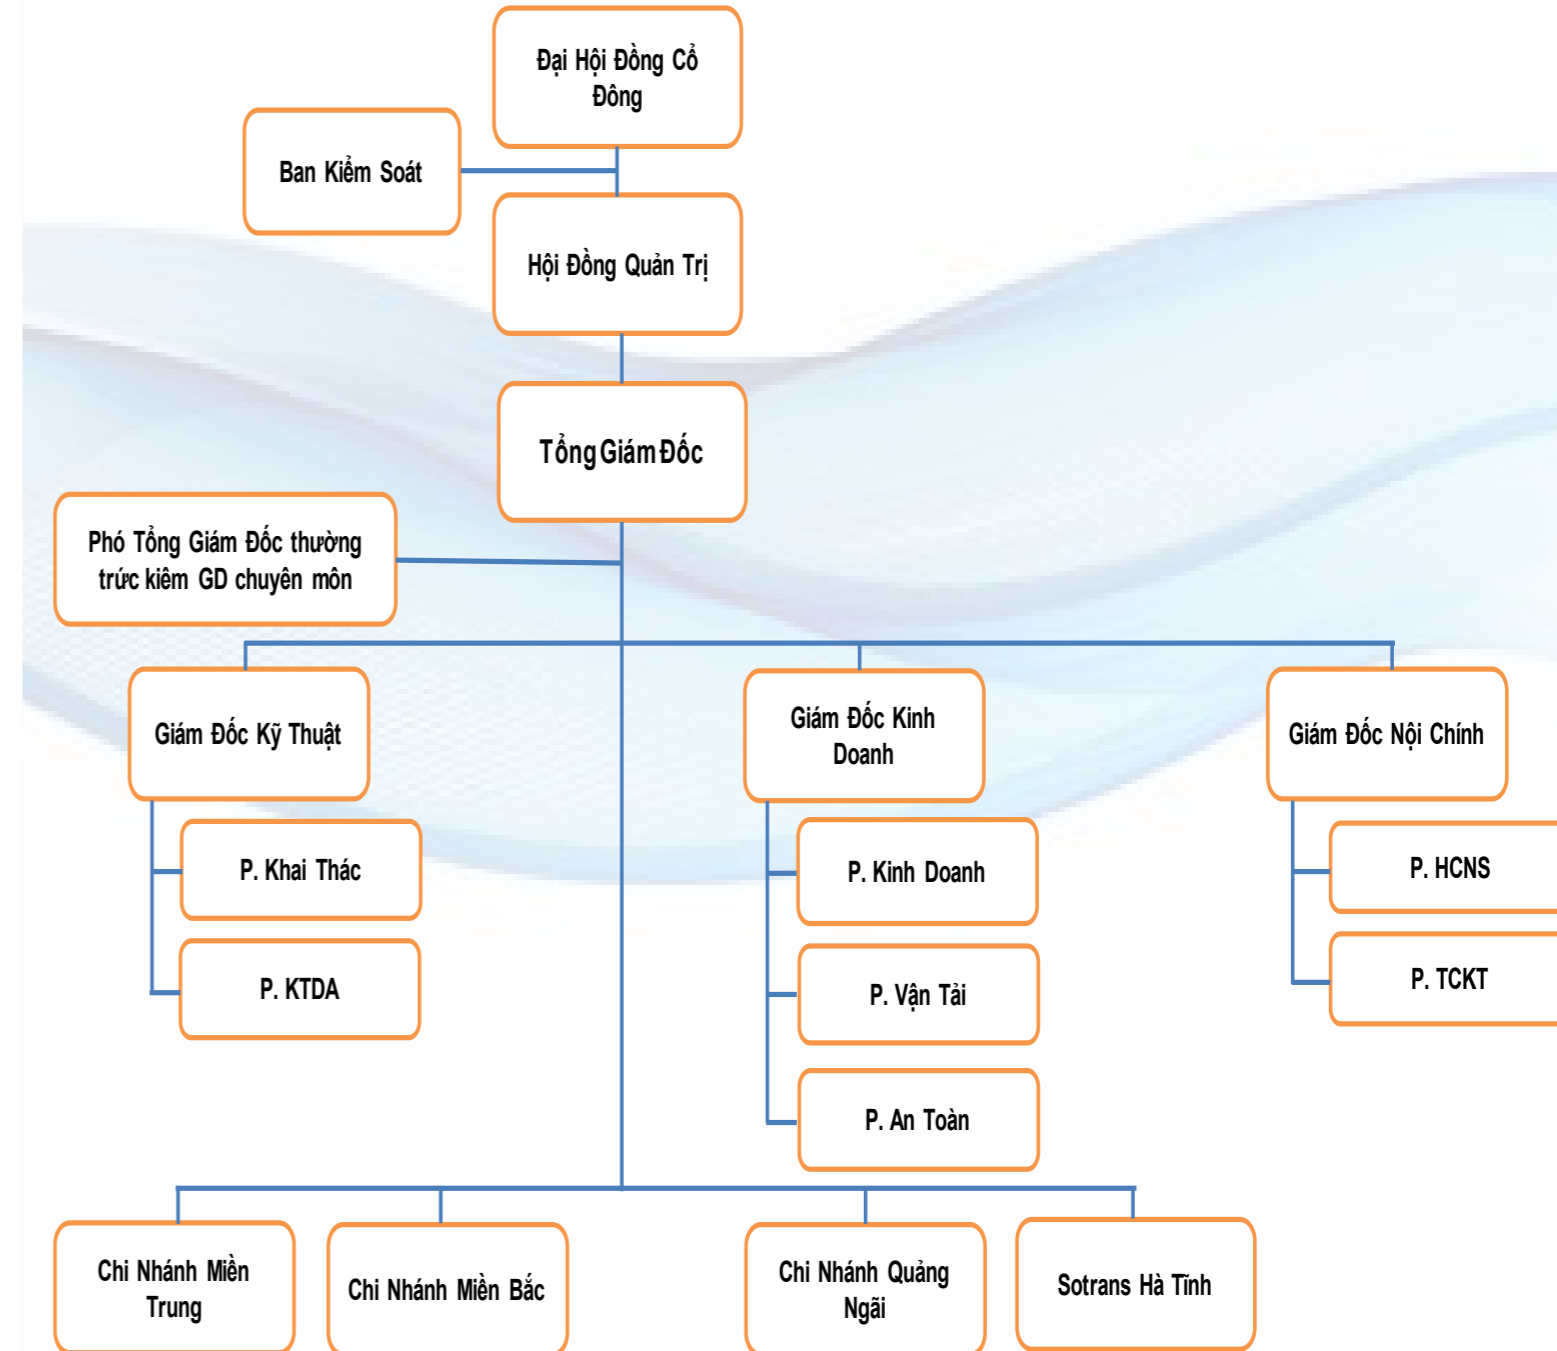 Đại Hội Đồng Cổ
Đông
Ban Kiểm Soát
Hội Đồng Quản Trị
Tổng Giám Đốc
Phó Tổng Giám Đốc thường
trức kiêm GD chuyên môn
Giám Đốc Kỹ Thuật
Giám Đốc Kinh
Doanh
Giám Đốc Nội Chính
P. Khai Thác
P. Kinh Doanh
P. HCNS
P. KTDA
P. Vận Tải
P. TCKT
P. An Toàn
Chi Nhánh Miền
Trung
Chi Nhánh Miền Bắc
Chi Nhánh Quảng
Ngãi
Sotrans Hà Tĩnh